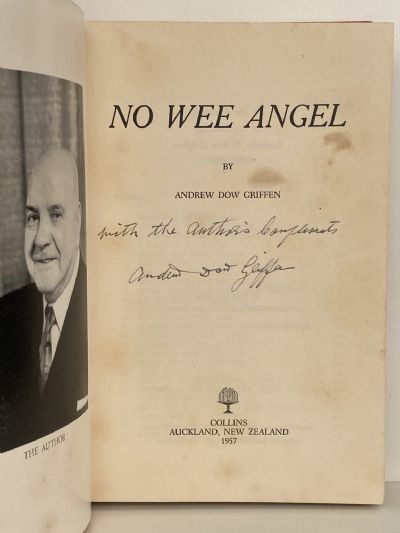 NO WEE ANGEL
BY
ANDREW DOW GRIFFEN
with the Author's Compliments
Andrew Dow Griffen
COLLINS
AUCKLAND, NEW ZEALAND
1957
THE AUTHOR